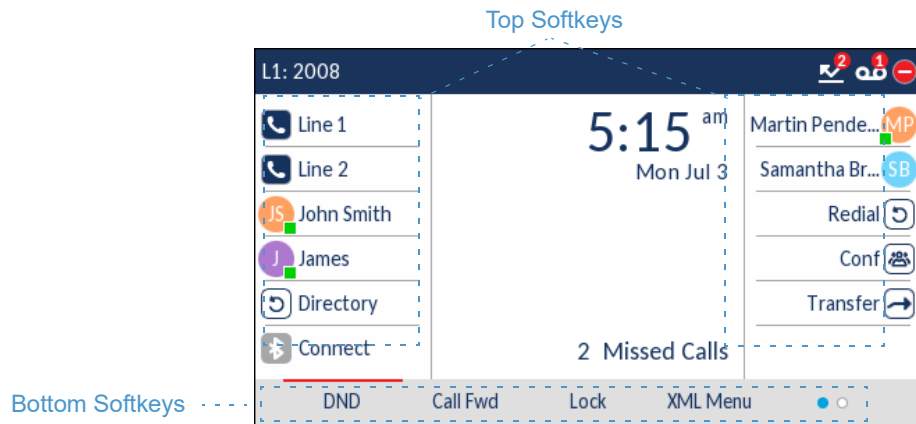 Top Softkeys
L1: 2008
2
1
Line 1
5:15 am
Martin Pende...
MP
Line 2
Mon Jul 3
Samantha Br...
SB
JS
John Smith
Redial
J
James
Conf
Directory
Transfer
Connect
2 Missed Calls
Bottom Softkeys
DND
Call Fwd
Lock
XML Menu